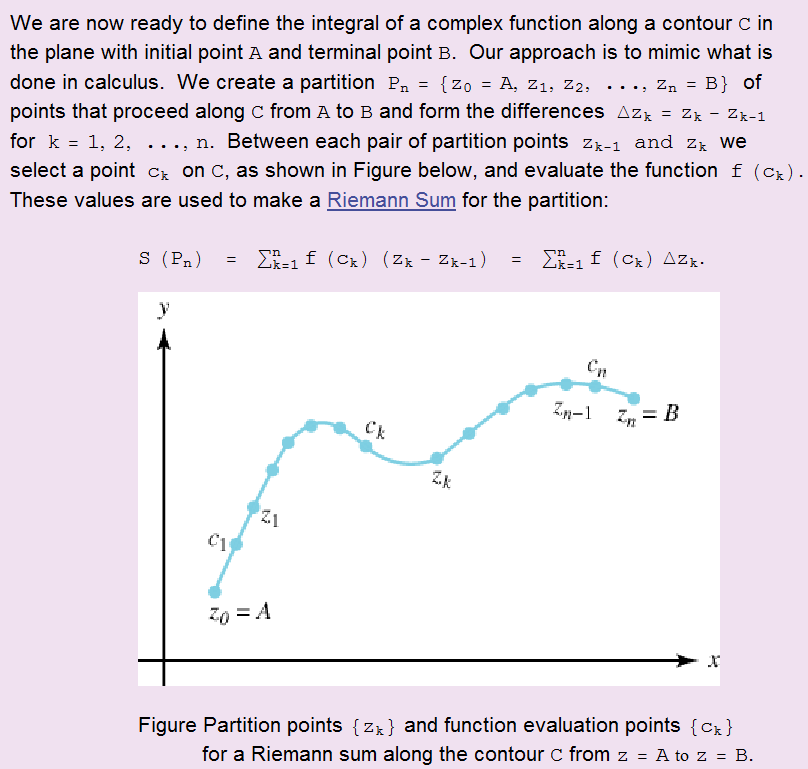 We are now ready to define the integral of a complex function along a contour C in
the plane with initial point A and terminal point B.  Our approach is to mimic what is
done in calculus.  We create a partition  Pₙ = {z₀ = A, z₁, z₂, ..., zₙ = B}  of
points that proceed along C from A to B and form the differences  Δzₖ = zₖ - zₖ₋₁
for  k = 1, 2, ..., n.  Between each pair of partition points  zₖ₋₁ and zₖ  we
select a point  cₖ  on C, as shown in Figure below, and evaluate the function  f (cₖ).
These values are used to make a Riemann Sum for the partition:
S (Pₙ)  =  ∑ⁿₖ₌₁ f (cₖ) (zₖ - zₖ₋₁)  =  ∑ⁿₖ₌₁ f (cₖ) Δzₖ.
y
cₙ
zₙ₋₁
zₙ = B
cₖ
zₖ
z₁
c₁
z₀ = A
x
Figure Partition points {zₖ} and function evaluation points {cₖ}
for a Riemann sum along the contour C from z = A to z = B.